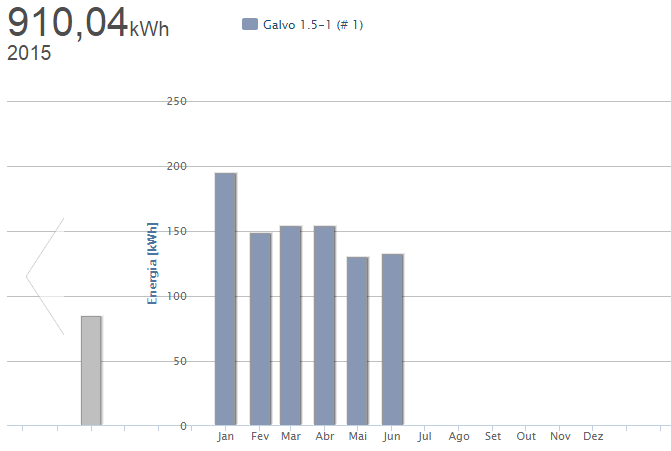 910,04kWh
2015
Galvo 1.5-1 (# 1)
Energia [kWh]
250
200
150
100
50
0
Jan Fev Mar Abr Mai Jun Jul Ago Set Out Nov Dez